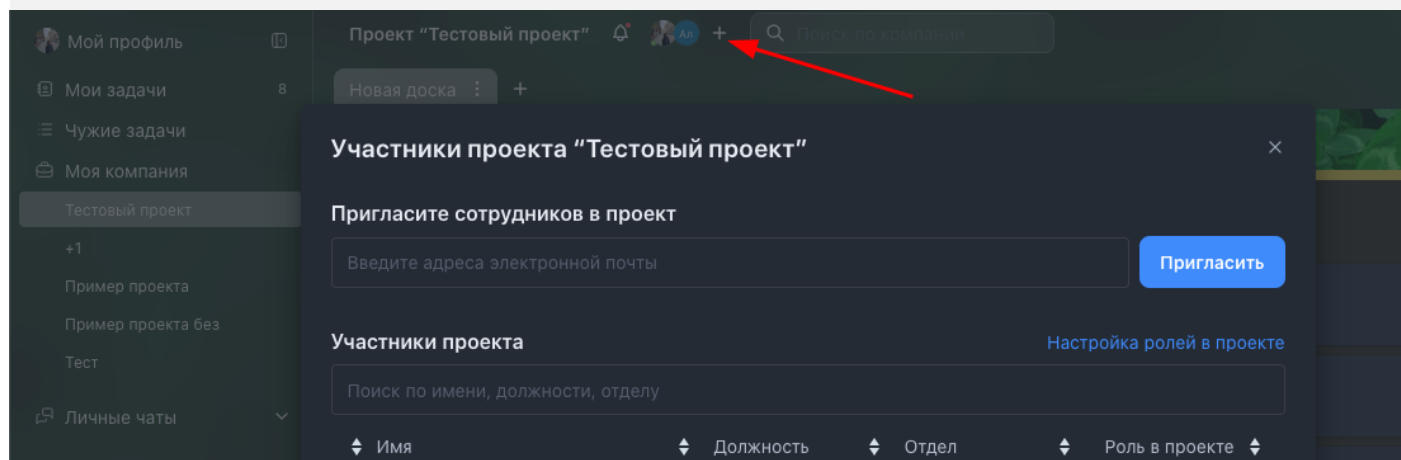 Мой профиль
Проект “Тестовый проект”
Ал
+
Поиск по компании
Мои задачи 8
Новая доска
+
Чужие задачи
Моя компания
Тестовый проект
+1
Пример проекта
Пример проекта без
Тест
Личные чаты
Участники проекта “Тестовый проект”
Пригласите сотрудников в проект
Введите адреса электронной почты
Пригласить
Участники проекта
Настройка ролей в проекте
Поиск по имени, должности, отделу
Имя Должность Отдел Роль в проекте